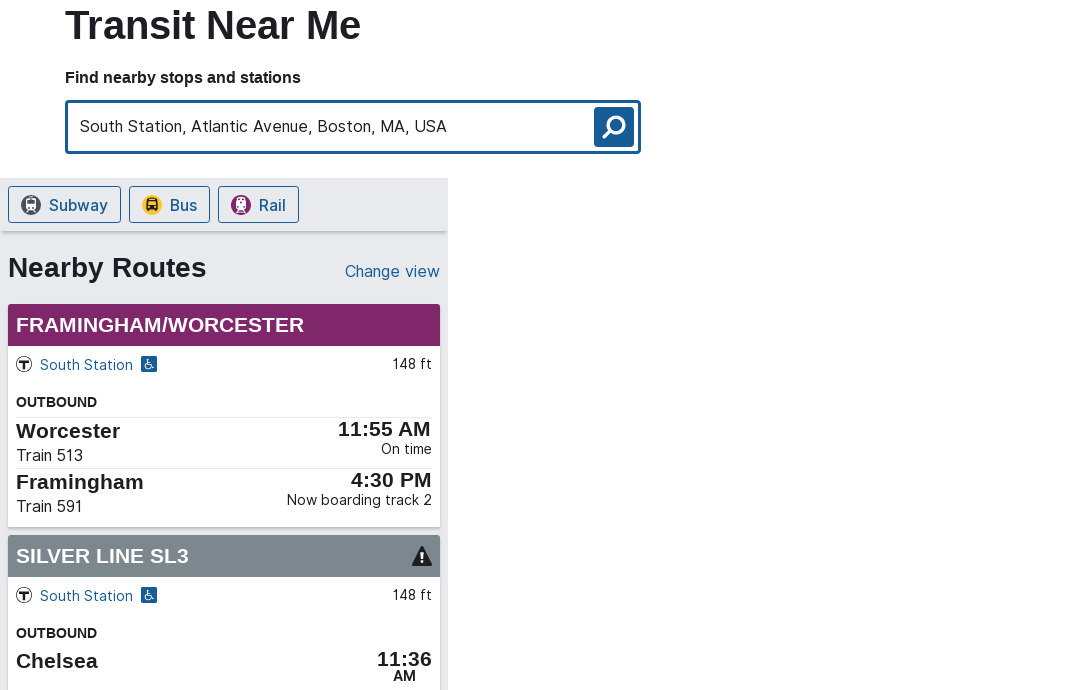 Transit Near Me
Find nearby stops and stations
South Station, Atlantic Avenue, Boston, MA, USA
Subway Bus Rail
Nearby Routes Change view
FRAMINGHAM/WORCESTER
T South Station 148 ft
OUTBOUND
Worcester 11:55 AM
Train 513 On time
Framingham 4:30 PM
Train 591 Now boarding track 2
SILVER LINE SL3
T South Station 148 ft
OUTBOUND
Chelsea 11:36
AM